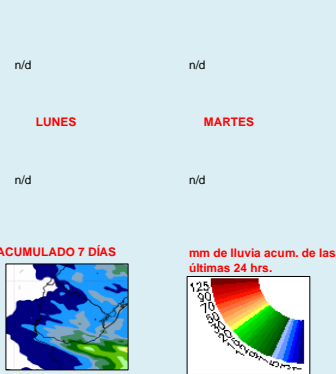 n/d n/d
LUNES MARTES
n/d n/d
ACUMULADO 7 DÍAS
mm de lluvia acum. de las
últimas 24 hrs.
125
90
70